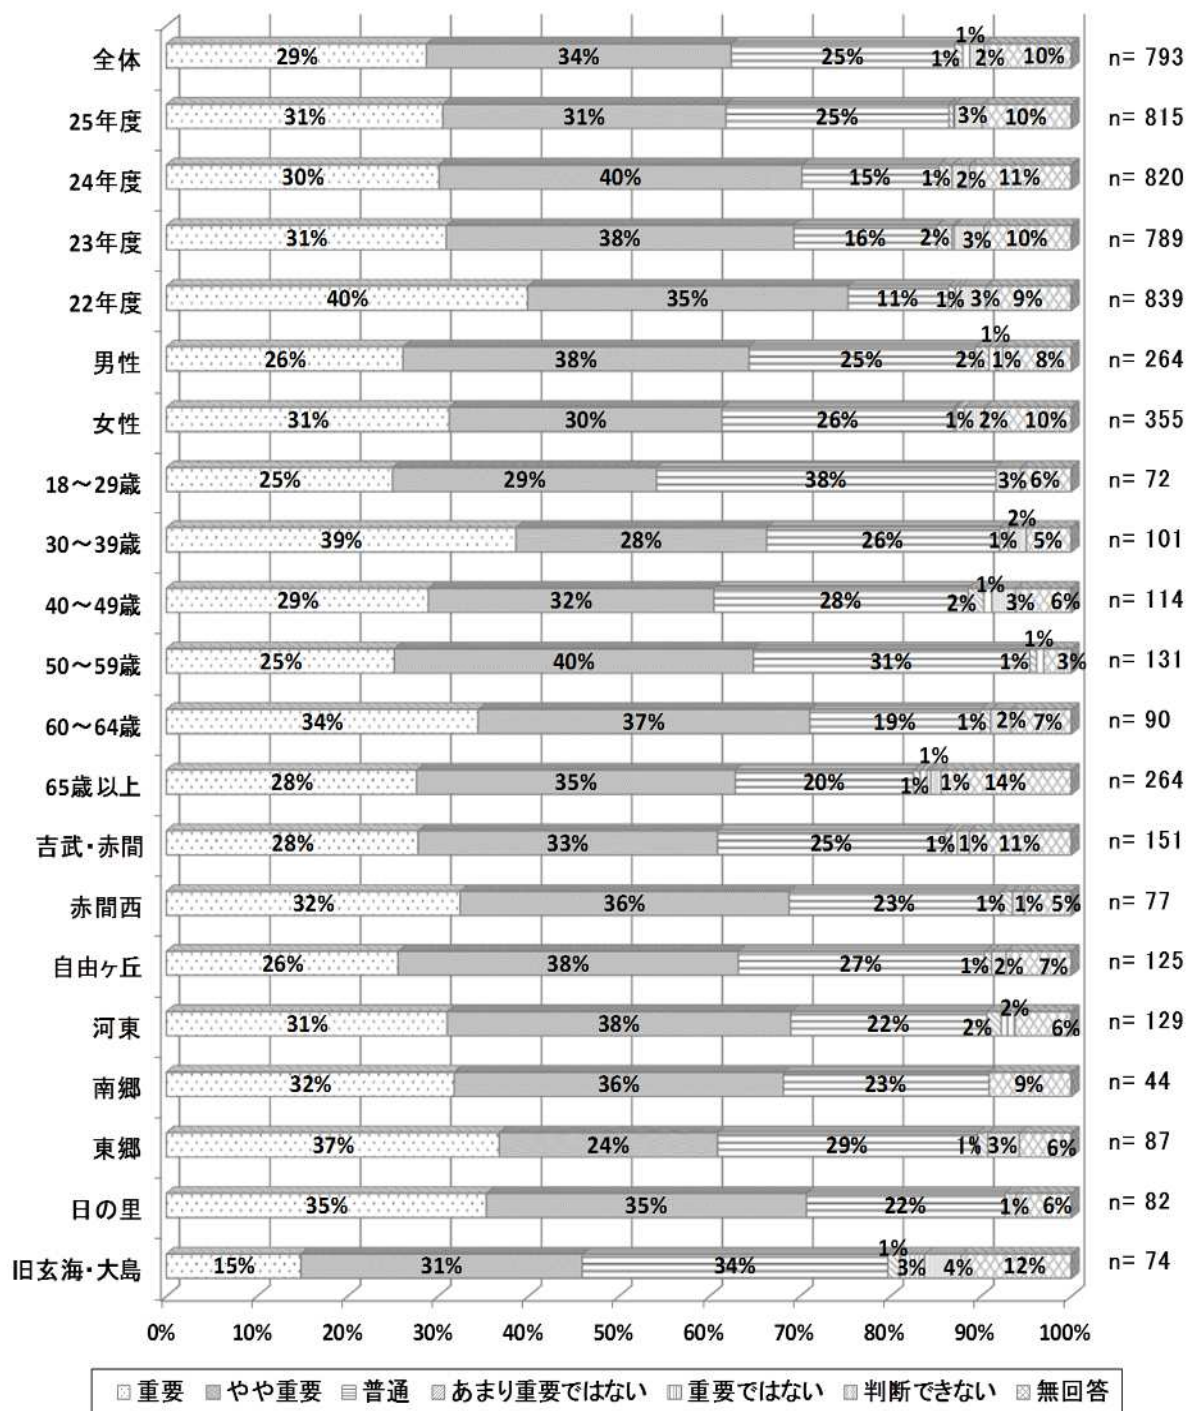 全体 29% 34% 25% 1% 1% 2% 10% n= 793
25年度 31% 31% 25% 3% 10% n= 815
24年度 30% 40% 15% 1% 2% 11% n= 820
23年度 31% 38% 16% 2% 3% 10% n= 789
22年度 40% 35% 11% 1% 3% 9% n= 839
男性 26% 38% 25% 2% 1% 1% 8% n= 264
女性 31% 30% 26% 1% 2% 10% n= 355
18～29歳 25% 29% 38% 3% 6% n= 72
30～39歳 39% 28% 26% 1% 2% 5% n= 101
40～49歳 29% 32% 28% 2% 1% 3% 6% n= 114
50～59歳 25% 40% 31% 1% 1% 3% n= 131
60～64歳 34% 37% 19% 1% 2% 7% n= 90
65歳以上 28% 35% 20% 1% 1% 1% 14% n= 264
吉武・赤間 28% 33% 25% 1% 1% 11% n= 151
赤間西 32% 36% 23% 1% 1% 5% n= 77
自由ヶ丘 26% 38% 27% 1% 2% 7% n= 125
河東 31% 38% 22% 2% 2% 6% n= 129
南郷 32% 36% 23% 9% n= 44
東郷 37% 24% 29% 1% 3% 6% n= 87
日の里 35% 35% 22% 1% 6% n= 82
旧玄海・大島 15% 31% 34% 1% 3% 4% 12% n= 74
0% 10% 20% 30% 40% 50% 60% 70% 80% 90% 100%
重要 やや重要 普通 あまり重要ではない 重要ではない 判断できない 無回答